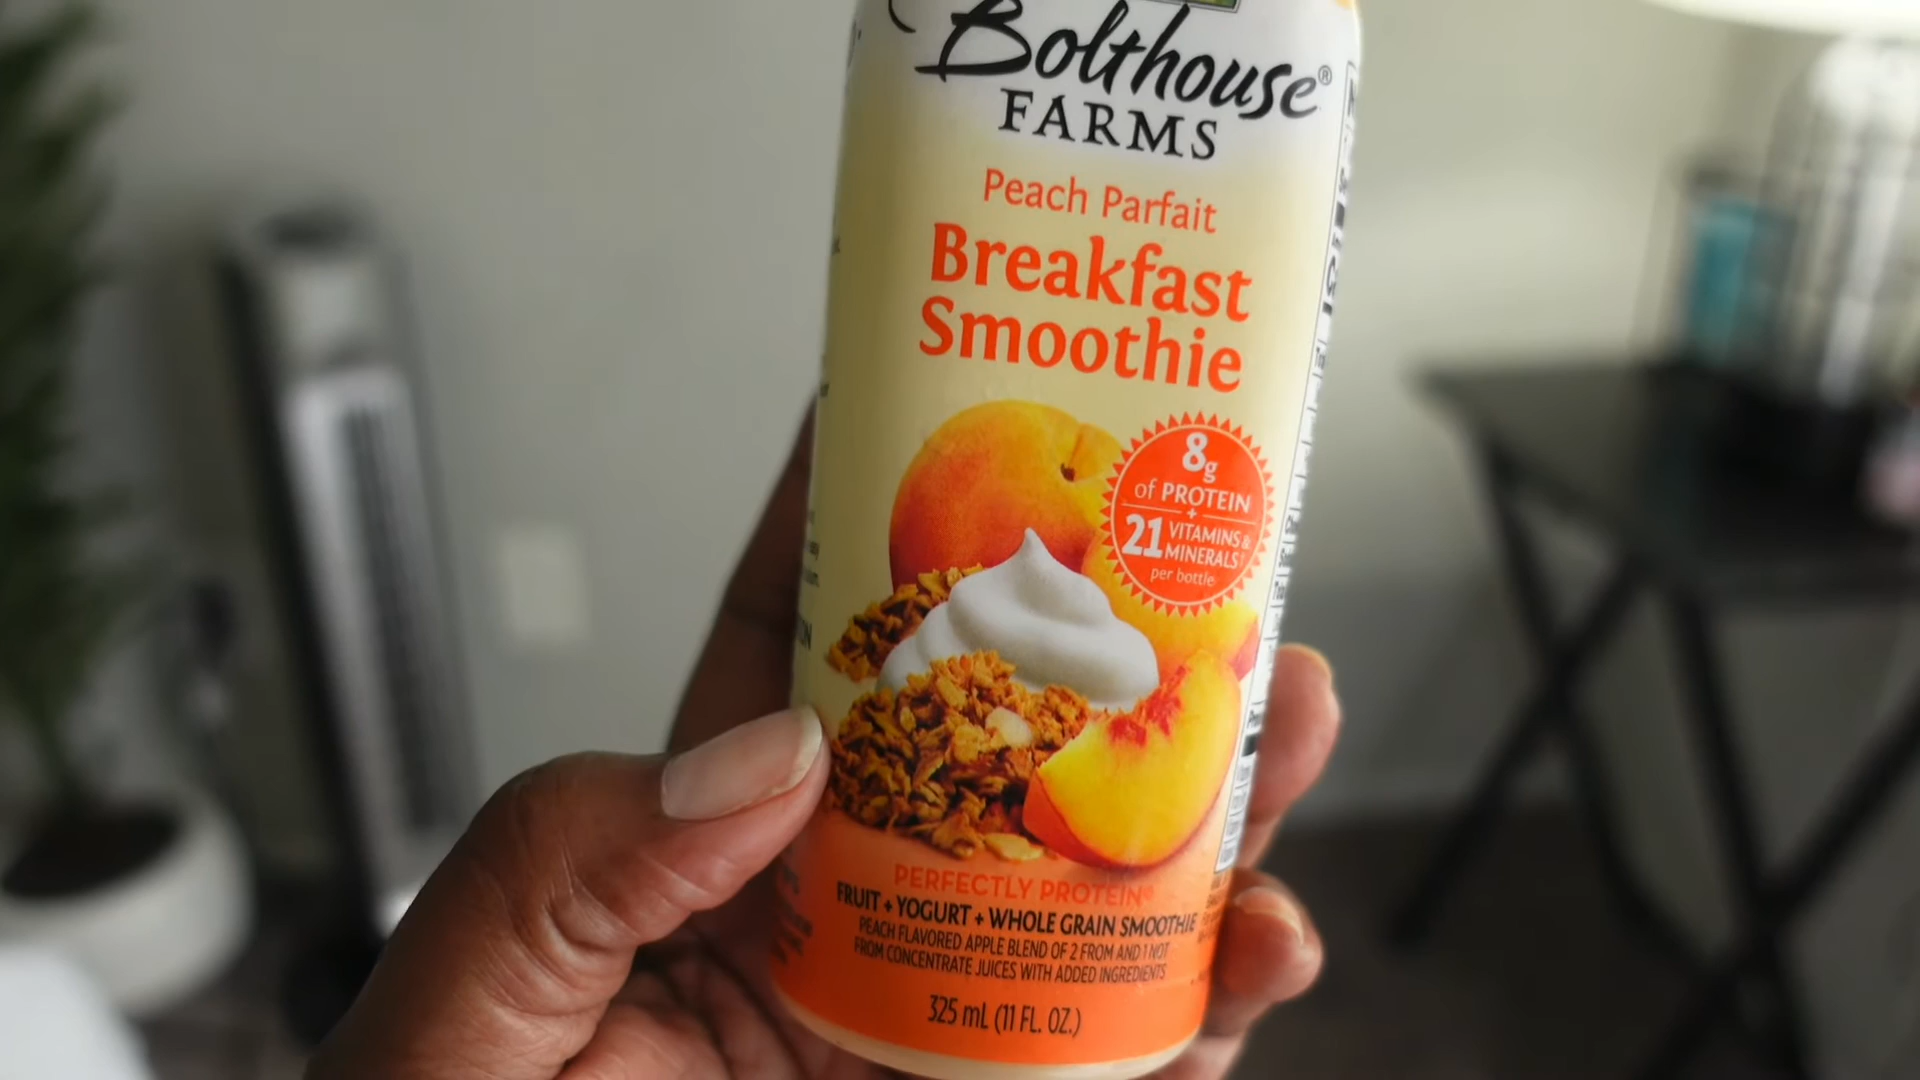 Bolthouse®
FARMS
Peach Parfait
Breakfast
Smoothie
8g
of PROTEIN
+
21 VITAMINS &
MINERALS
per bottle
PERFECTLY PROTEIN®
FRUIT + YOGURT + WHOLE GRAIN SMOOTHIE
PEACH FLAVORED APPLE BLEND OF 2 FROM AND 1 NOT
FROM CONCENTRATE JUICES WITH ADDED INGREDIENTS
325 mL (11 FL. OZ.)